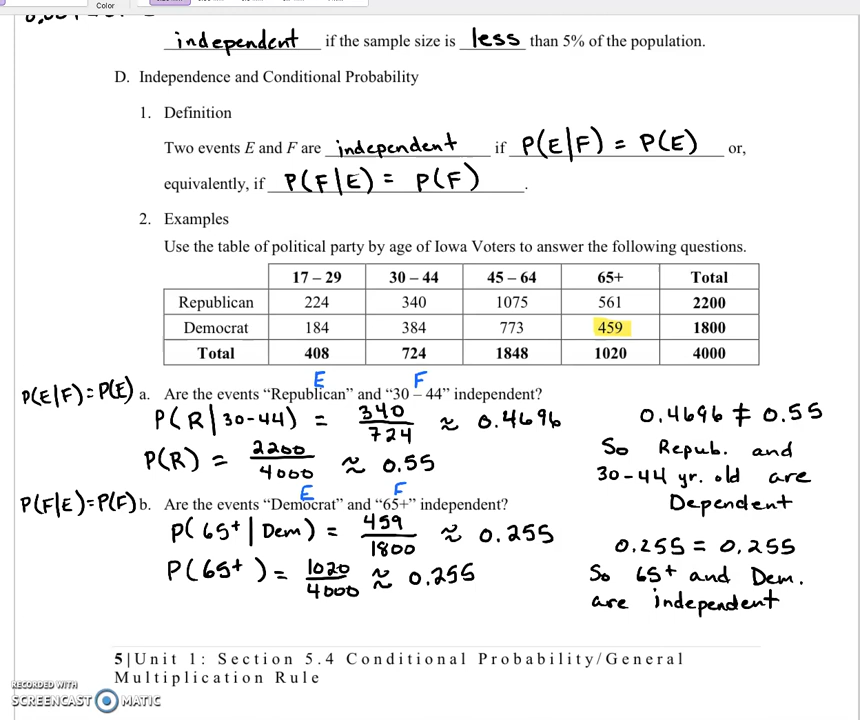 Color
independent if the sample size is less than 5% of the population.
D. Independence and Conditional Probability
1. Definition
Two events E and F are independent if P(E|F) = P(E) or,
equivalently, if P(F|E) = P(F).
2. Examples
Use the table of political party by age of Iowa Voters to answer the following questions.
17 – 29 30 – 44 45 – 64 65+ Total
Republican 224 340 1075 561 2200
Democrat 184 384 773 459 1800
Total 408 724 1848 1020 4000
E F
P(E|F)=P(E) a. Are the events “Republican” and “30 – 44” independent?
P(R|30-44) = 340/724 ≈ 0.4696
P(R) = 2200/4000 ≈ 0.55
0.4696 ≠ 0.55
So Repub. and
30-44 yr. old are
Dependent
E F
P(F|E)=P(F) b. Are the events “Democrat” and “65+” independent?
P(65+|Dem) = 459/1800 ≈ 0.255
P(65+) = 1020/4000 ≈ 0.255
0.255 = 0.255
So 65+ and Dem.
are independent
5|Unit 1: Section 5.4 Conditional Probability/General
Multiplication Rule
RECORDED WITH
SCREENCAST MATIC